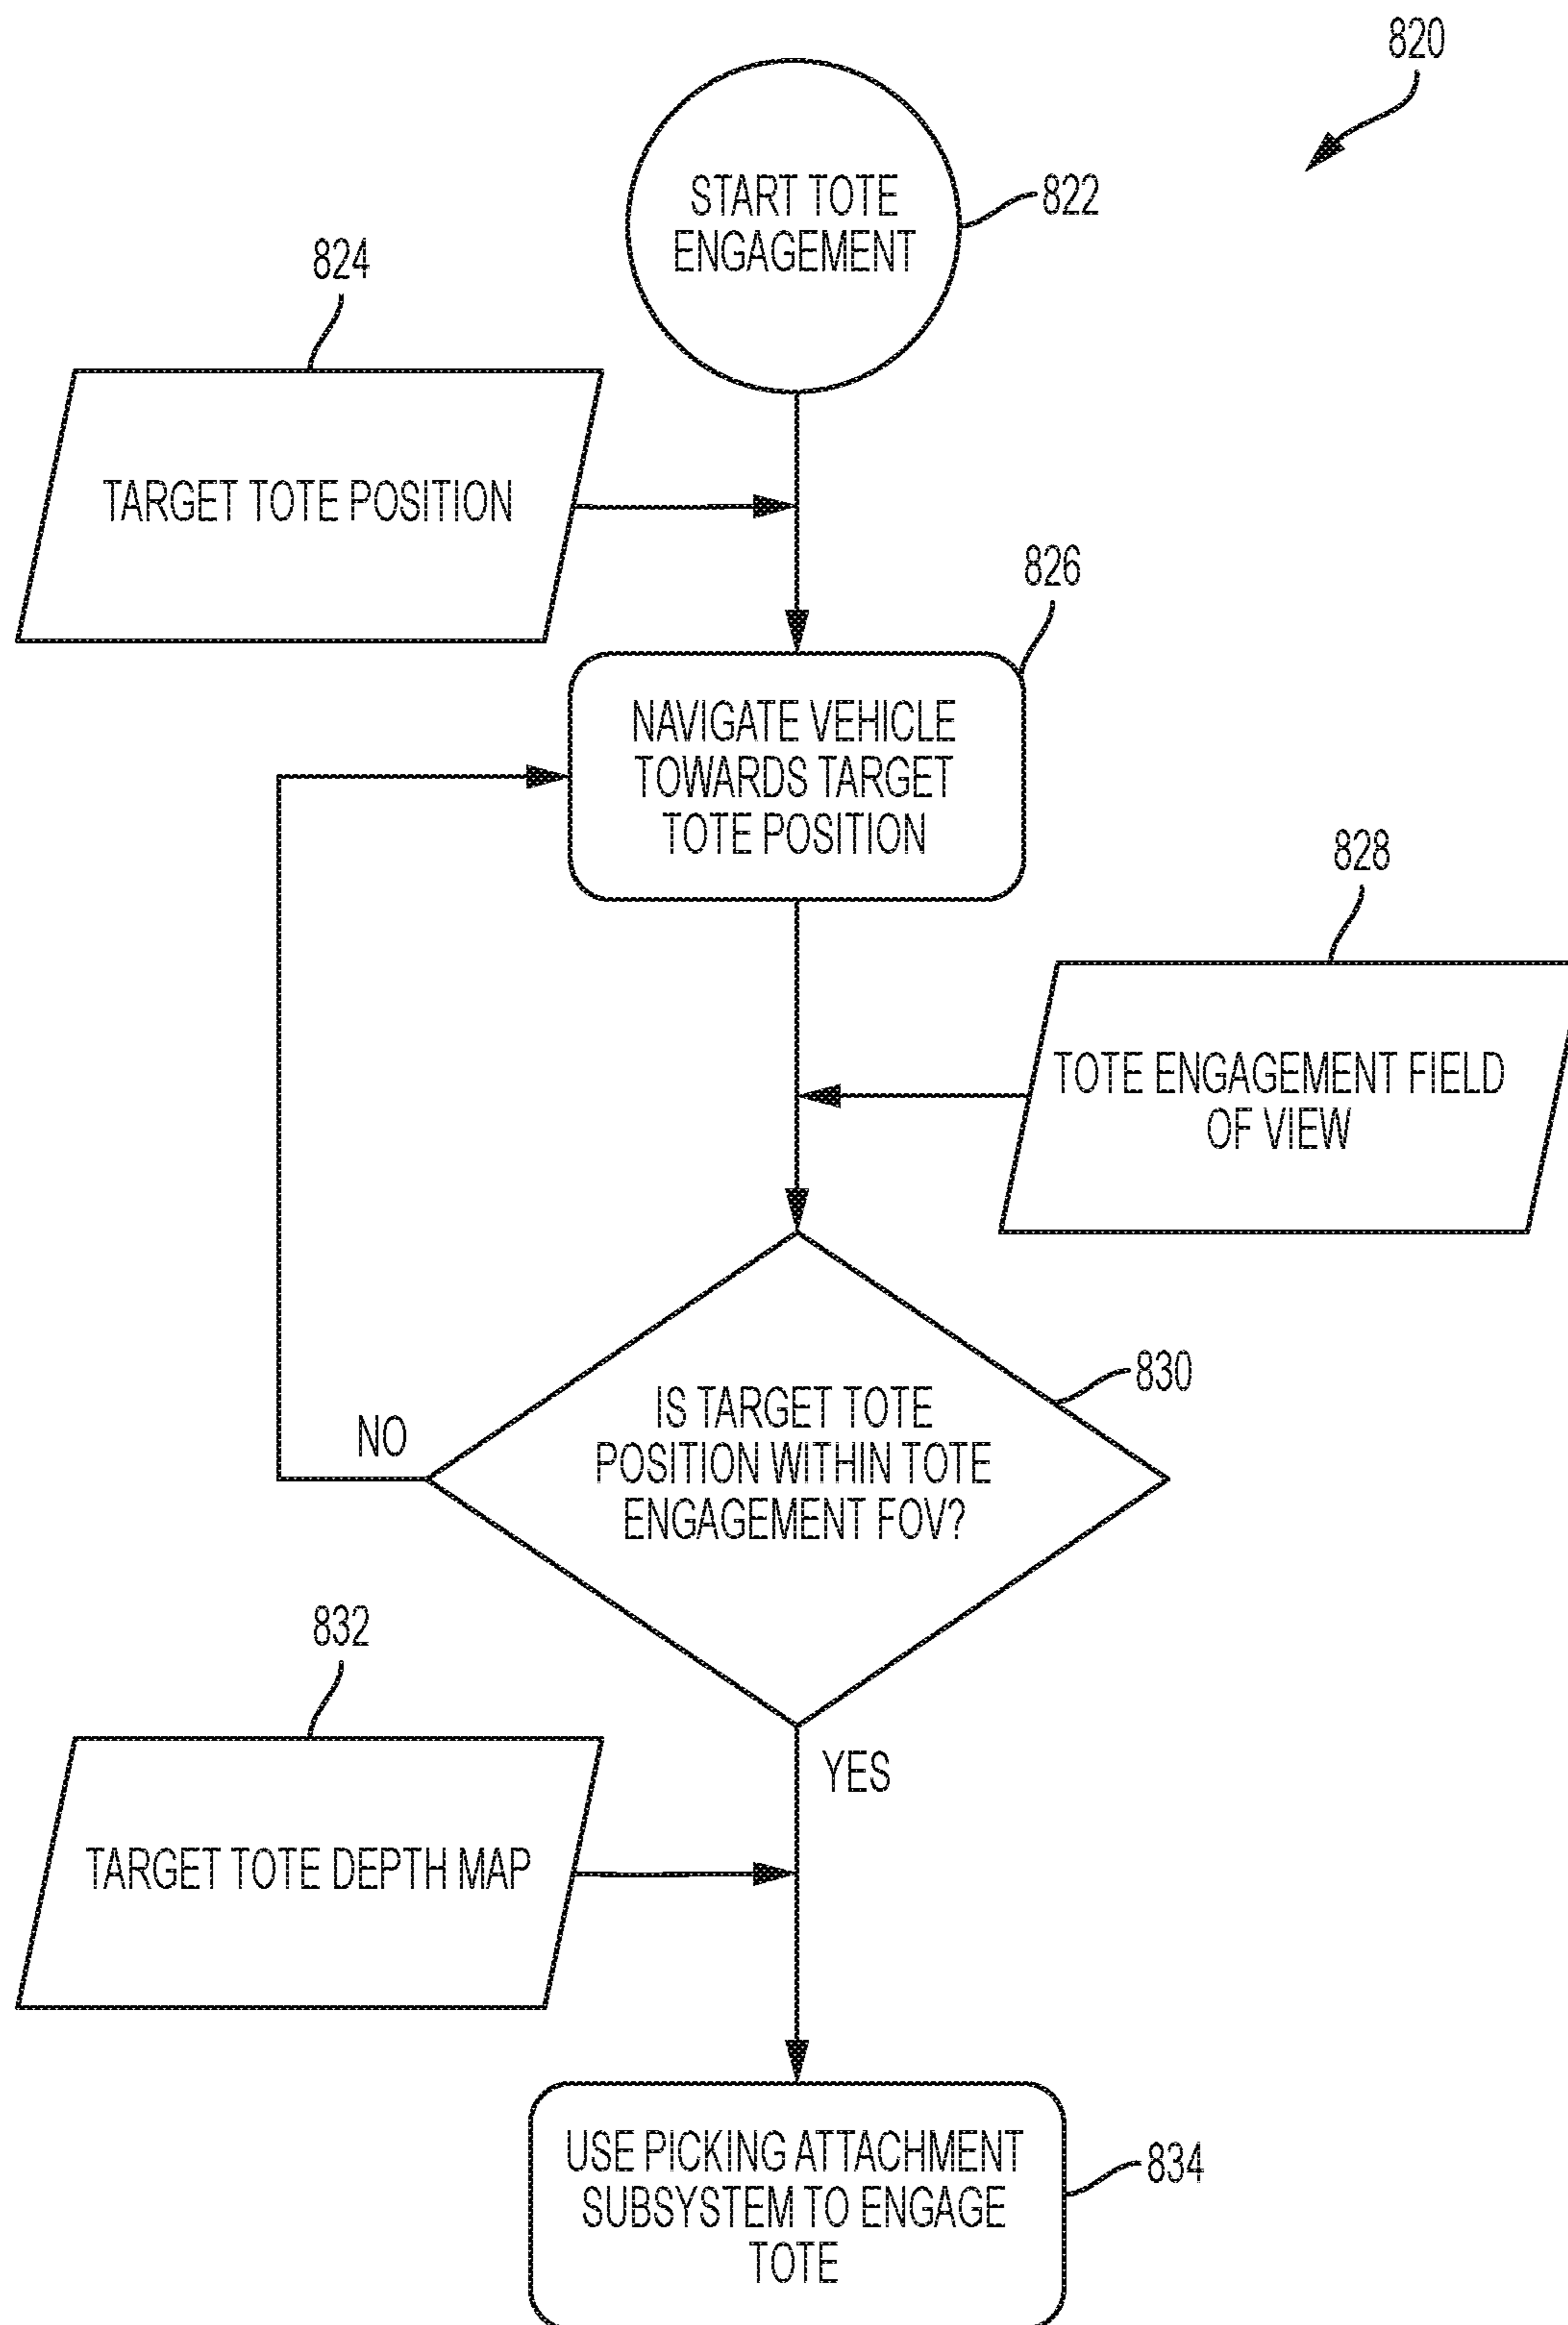 820
START TOTE
ENGAGEMENT
822
824
TARGET TOTE POSITION
826
NAVIGATE VEHICLE
TOWARDS TARGET
TOTE POSITION
828
TOTE ENGAGEMENT FIELD
OF VIEW
830
IS TARGET TOTE
POSITION WITHIN TOTE
ENGAGEMENT FOV?
NO
YES
832
TARGET TOTE DEPTH MAP
USE PICKING ATTACHMENT
SUBSYSTEM TO ENGAGE
TOTE
834